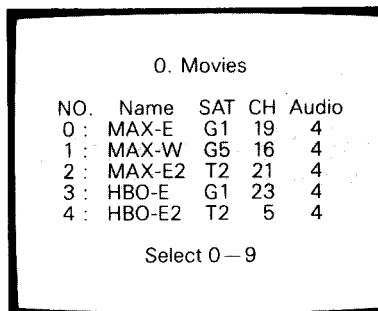 0. Movies
NO. Name SAT CH Audio
0 : MAX-E G1 19 4
1 : MAX-W G5 16 4
2 : MAX-E2 T2 21 4
3 : HBO-E G1 23 4
4 : HBO-E2 T2 5 4
Select 0–9